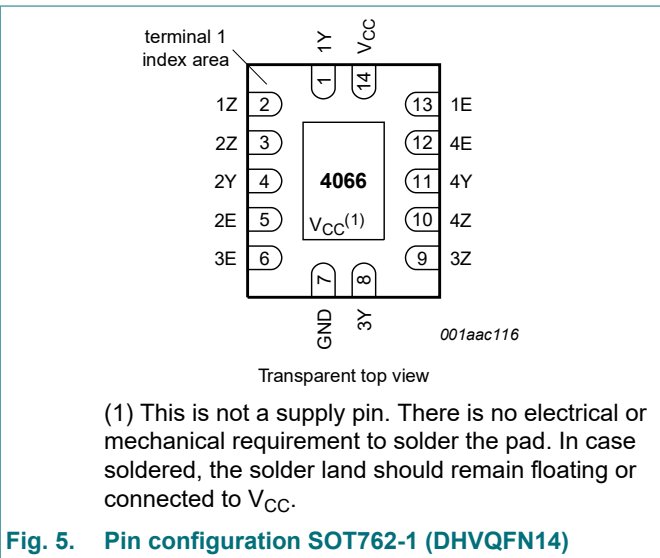 terminal 1
index area
1Y
VCC
1
14
1Z 2
13 1E
2Z 3
12 4E
2Y 4
4066
11 4Y
2E 5
VCC(1)
10 4Z
3E 6
9 3Z
7
8
GND
3Y
001aac116
Transparent top view
(1) This is not a supply pin. There is no electrical or
mechanical requirement to solder the pad. In case
soldered, the solder land should remain floating or
connected to VCC.
Fig. 5. Pin configuration SOT762-1 (DHVQFN14)